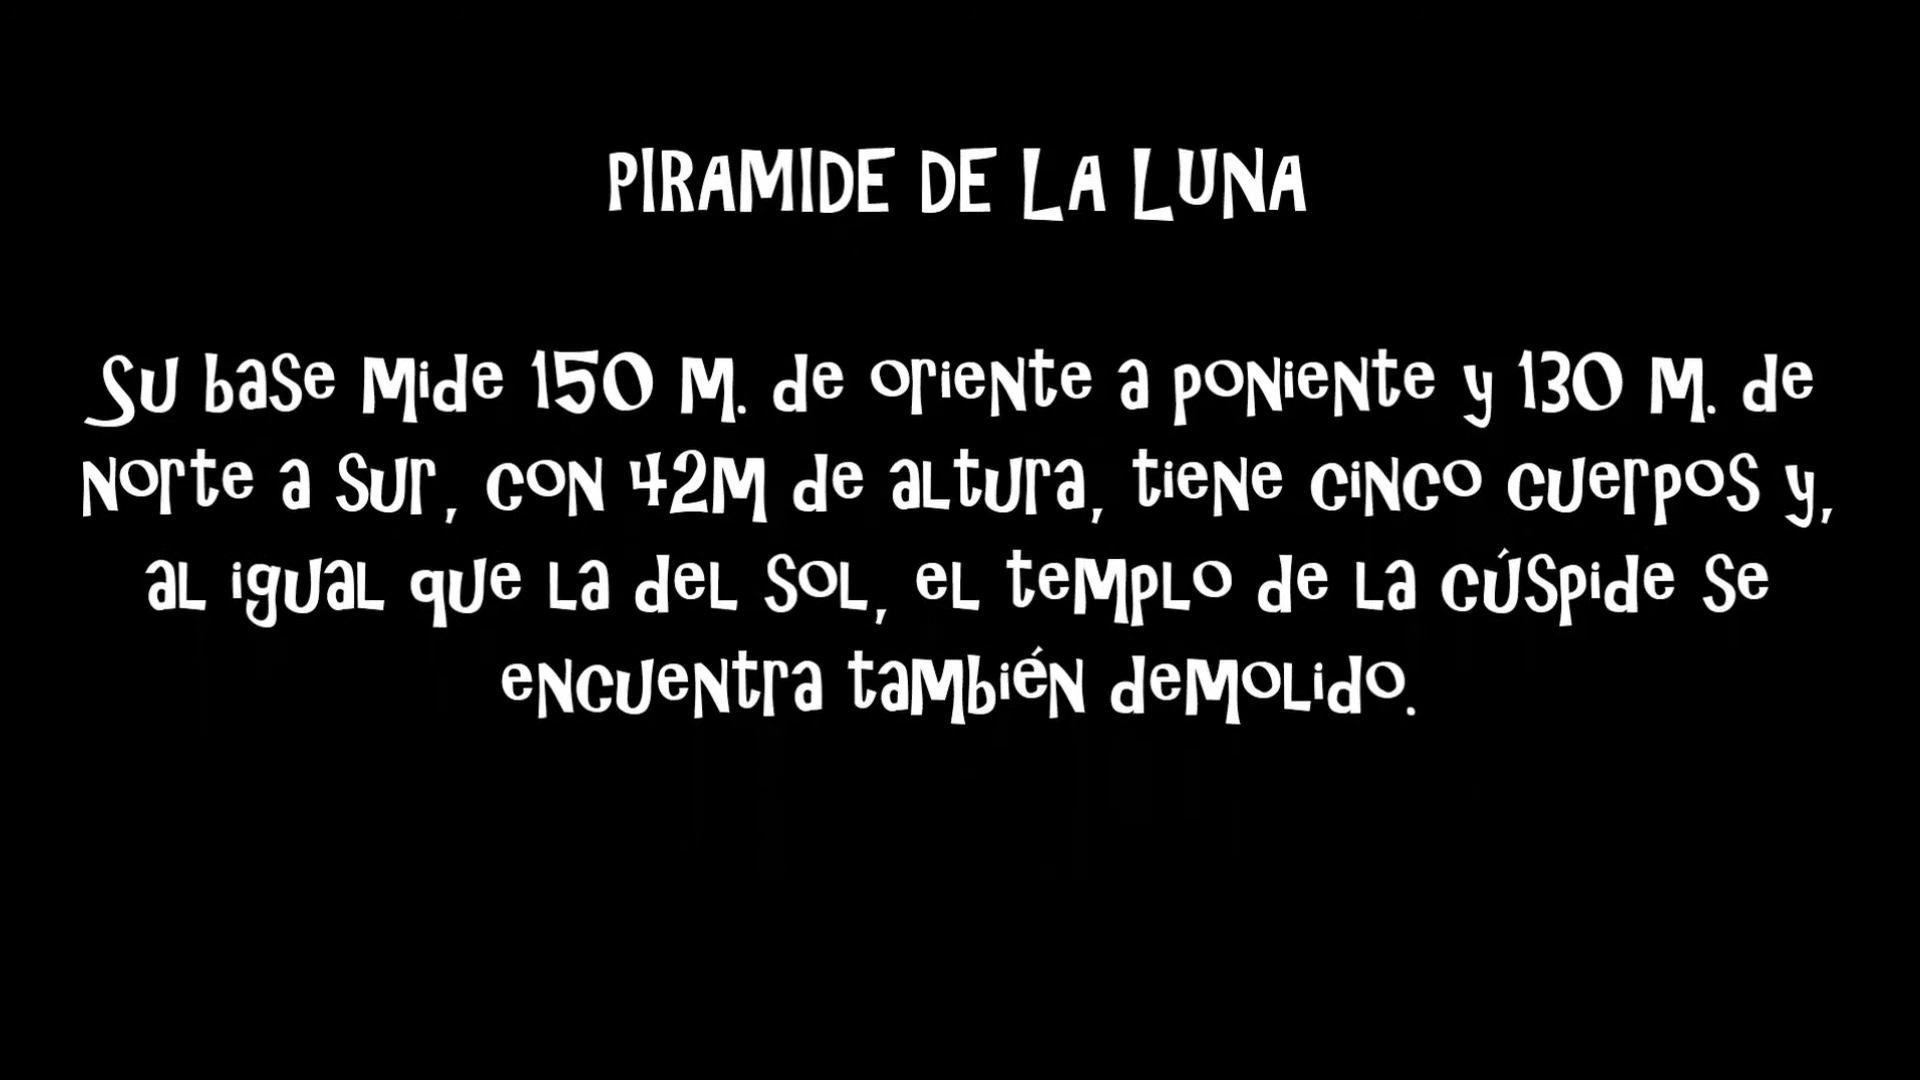 PIRAMIDE DE LA LUNA
Su base mide 150 m. de oriente a poniente y 130 m. de
norte a sur, con 42m de altura, tiene cinco cuerpos y,
al igual que la del sol, el templo de la cúspide se
encuentra también demolido.